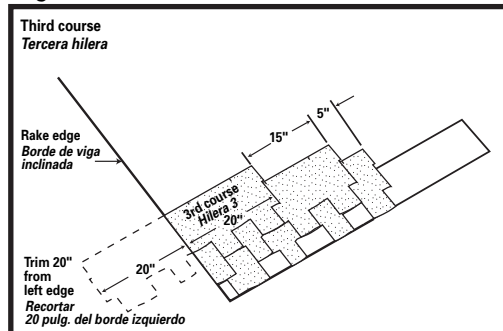 Third course
Tercera hilera
Rake edge
Borde de viga
inclinada
15"
5"
3rd course
Hilera 3
20"
20"
Trim 20"
from
left edge
Recortar
20 pulg. del borde izquierdo